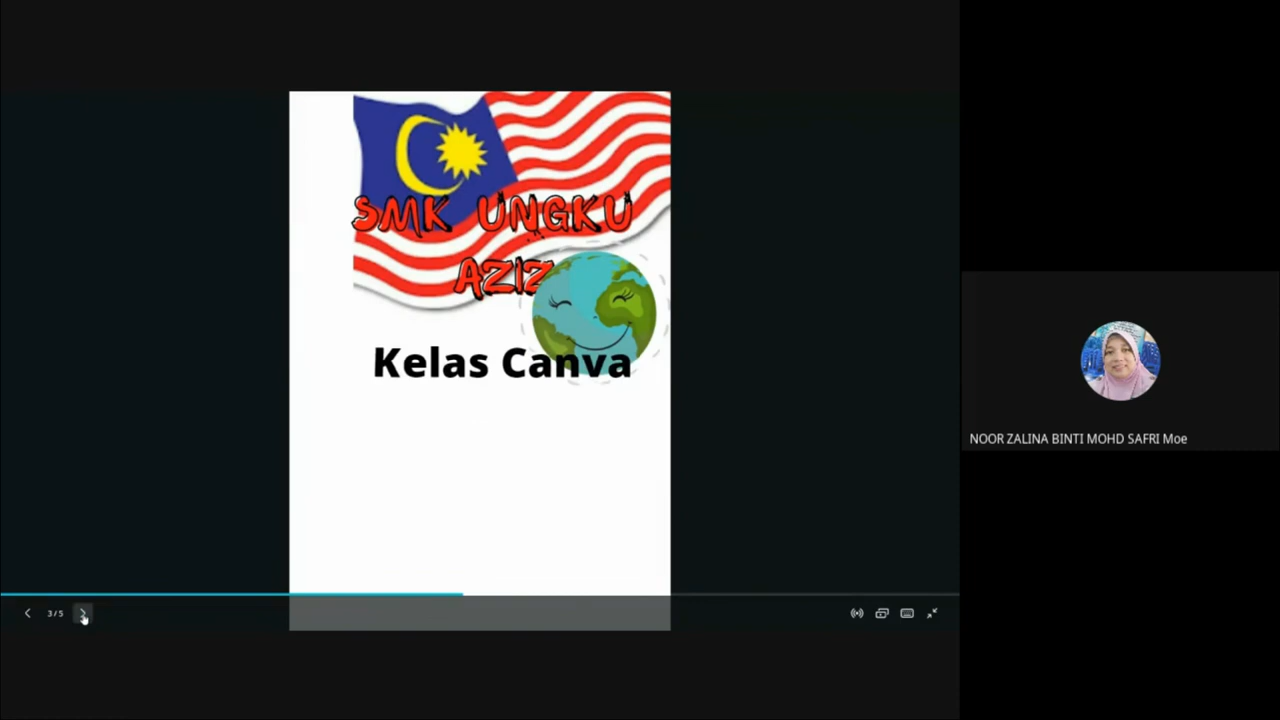 SMK UNGKU
AZIZ
Kelas Canva
NOOR ZALINA BINTI MOHD SAFRI Moe
3/5